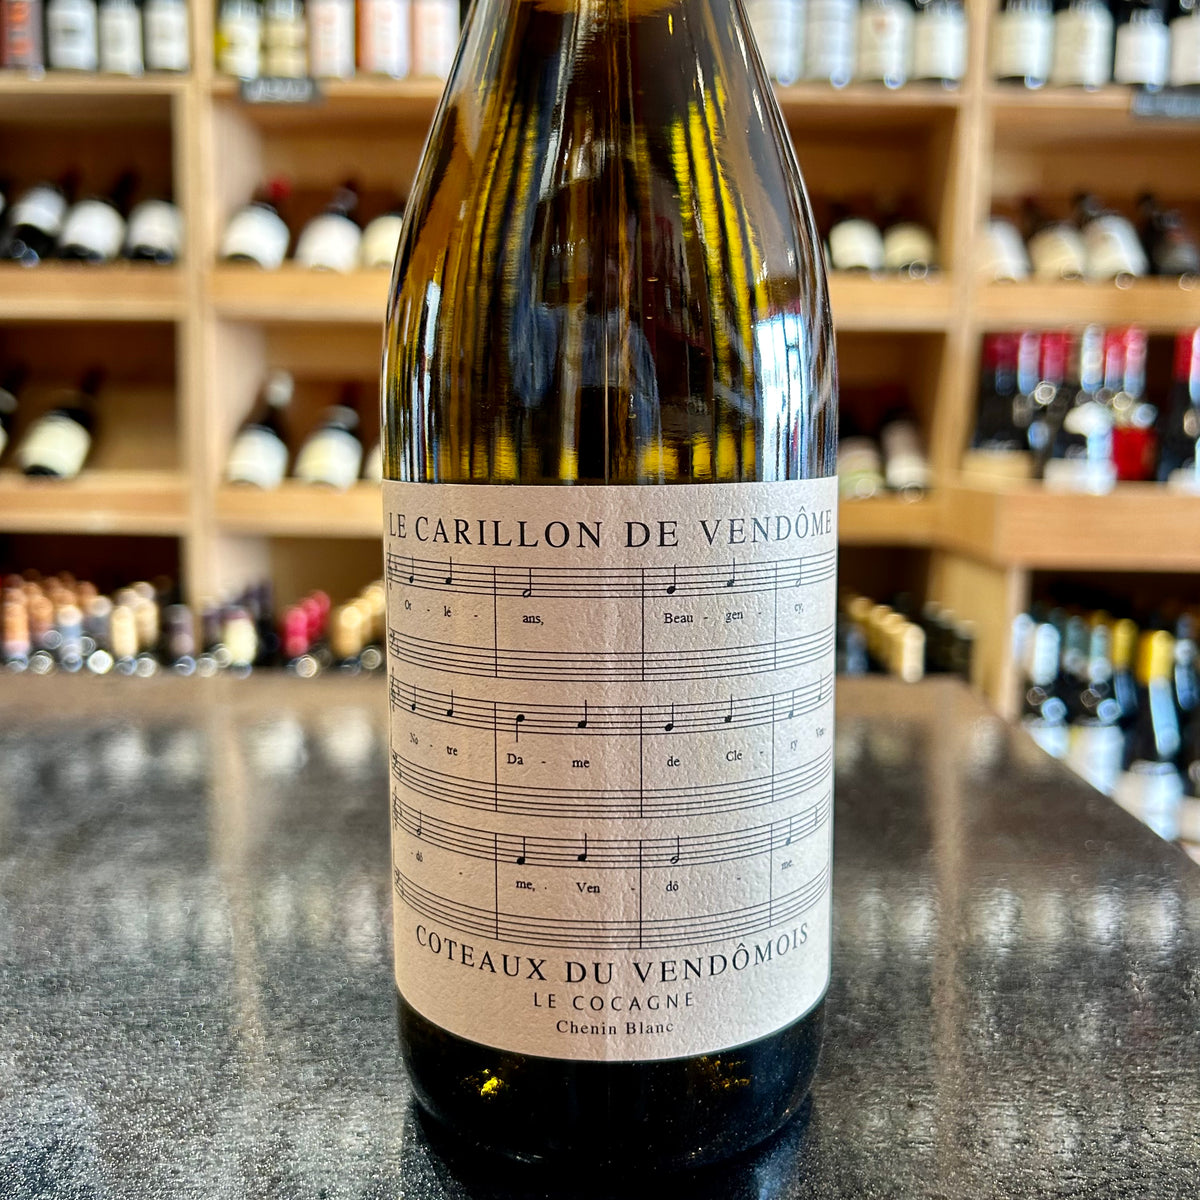 LE CARILLON DE VENDÔME
Or - lé - ans, Beau - gen - cy,
No - tre Da - me de Clé - ry Ven -
- dô - me, - Ven - dô - me.
COTEAUX DU VENDÔMOIS
LE COCAGNE
Chenin Blanc